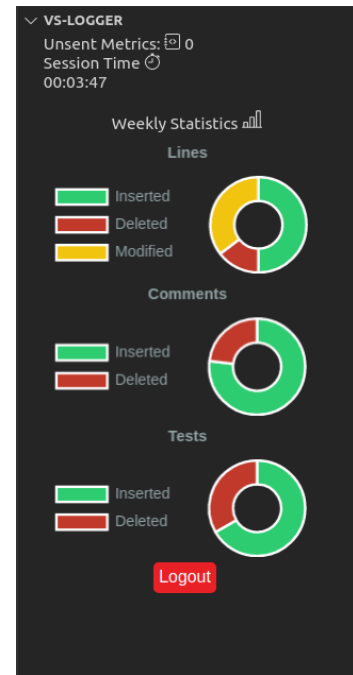 VS-LOGGER
Unsent Metrics: 0
Session Time
00:03:47
Weekly Statistics
Lines
Inserted
Deleted
Modified
Comments
Inserted
Deleted
Tests
Inserted
Deleted
Logout